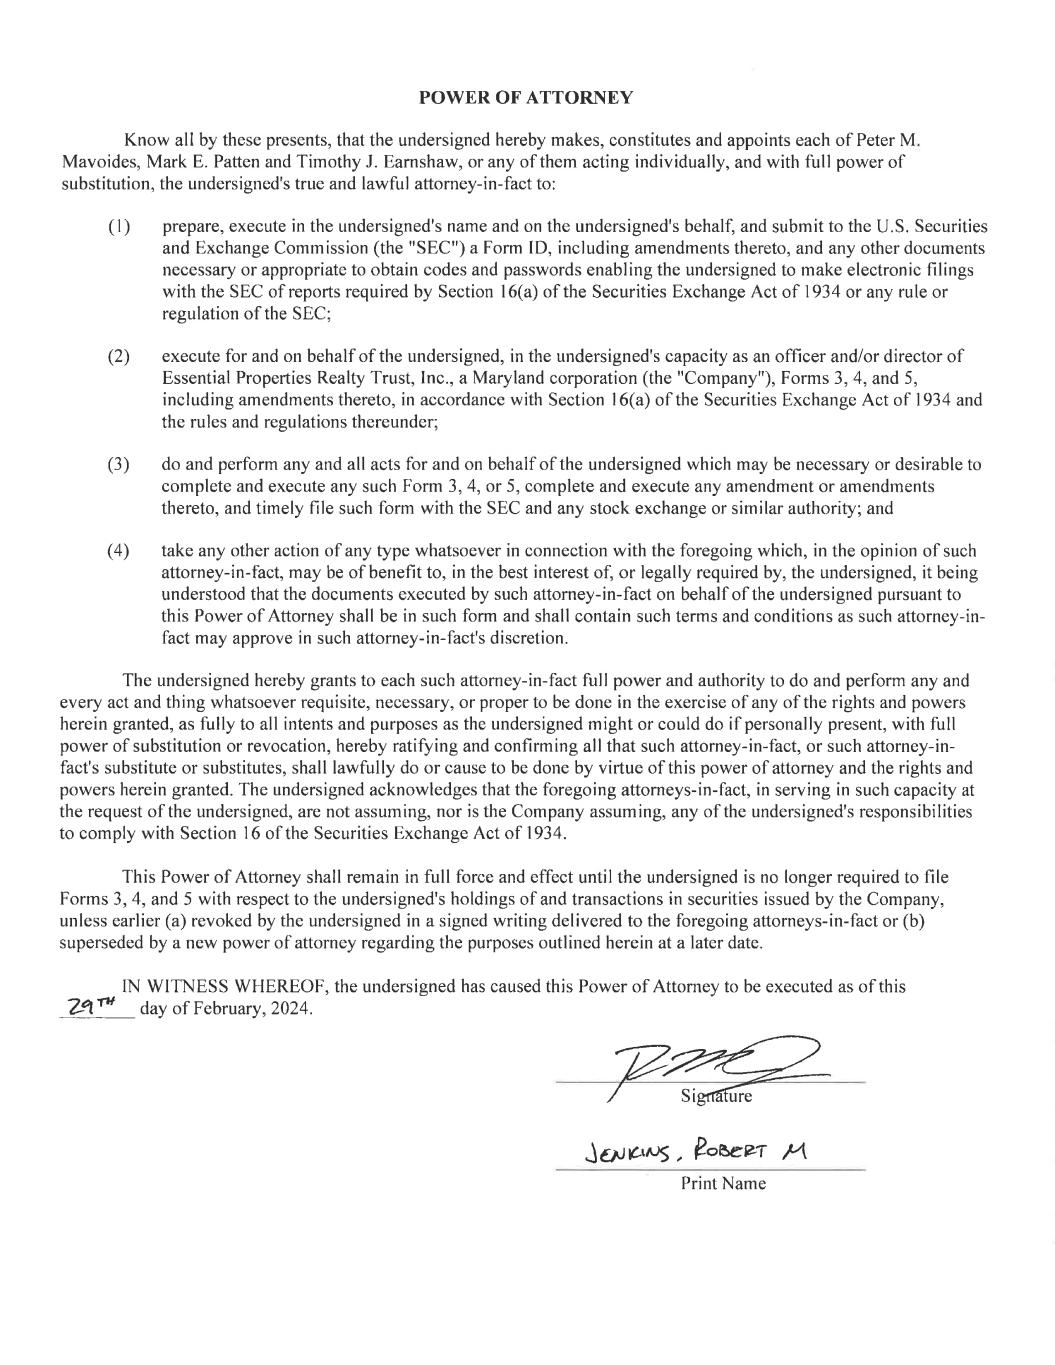 POWER OF ATTORNEY
Know all by these presents, that the undersigned hereby makes, constitutes and appoints each of Peter M.
Mavoides, Mark E. Patten and Timothy J. Earnshaw, or any of them acting individually, and with full power of
substitution, the undersigned's true and lawful attorney-in-fact to:
(1) prepare, execute in the undersigned's name and on the undersigned's behalf, and submit to the U.S. Securities
and Exchange Commission (the "SEC") a Form ID, including amendments thereto, and any other documents
necessary or appropriate to obtain codes and passwords enabling the undersigned to make electronic filings
with the SEC of reports required by Section 16(a) of the Securities Exchange Act of 1934 or any rule or
regulation of the SEC;
(2) execute for and on behalf of the undersigned, in the undersigned's capacity as an officer and/or director of
Essential Properties Realty Trust, Inc., a Maryland corporation (the "Company"), Forms 3, 4, and 5,
including amendments thereto, in accordance with Section 16(a) of the Securities Exchange Act of 1934 and
the rules and regulations thereunder;
(3) do and perform any and all acts for and on behalf of the undersigned which may be necessary or desirable to
complete and execute any such Form 3, 4, or 5, complete and execute any amendment or amendments
thereto, and timely file such form with the SEC and any stock exchange or similar authority; and
(4) take any other action of any type whatsoever in connection with the foregoing which, in the opinion of such
attorney-in-fact, may be of benefit to, in the best interest of, or legally required by, the undersigned, it being
understood that the documents executed by such attorney-in-fact on behalf of the undersigned pursuant to
this Power of Attorney shall be in such form and shall contain such terms and conditions as such attorney-in-
fact may approve in such attorney-in-fact's discretion.
The undersigned hereby grants to each such attorney-in-fact full power and authority to do and perform any and
every act and thing whatsoever requisite, necessary, or proper to be done in the exercise of any of the rights and powers
herein granted, as fully to all intents and purposes as the undersigned might or could do if personally present, with full
power of substitution or revocation, hereby ratifying and confirming all that such attorney-in-fact, or such attorney-in-
fact's substitute or substitutes, shall lawfully do or cause to be done by virtue of this power of attorney and the rights and
powers herein granted. The undersigned acknowledges that the foregoing attorneys-in-fact, in serving in such capacity at
the request of the undersigned, are not assuming, nor is the Company assuming, any of the undersigned's responsibilities
to comply with Section 16 of the Securities Exchange Act of 1934.
This Power of Attorney shall remain in full force and effect until the undersigned is no longer required to file
Forms 3, 4, and 5 with respect to the undersigned's holdings of and transactions in securities issued by the Company,
unless earlier (a) revoked by the undersigned in a signed writing delivered to the foregoing attorneys-in-fact or (b)
superseded by a new power of attorney regarding the purposes outlined herein at a later date.
IN WITNESS WHEREOF, the undersigned has caused this Power of Attorney to be executed as of this
29TH day of February, 2024.
Signature
JENKINS, ROBERT M
Print Name